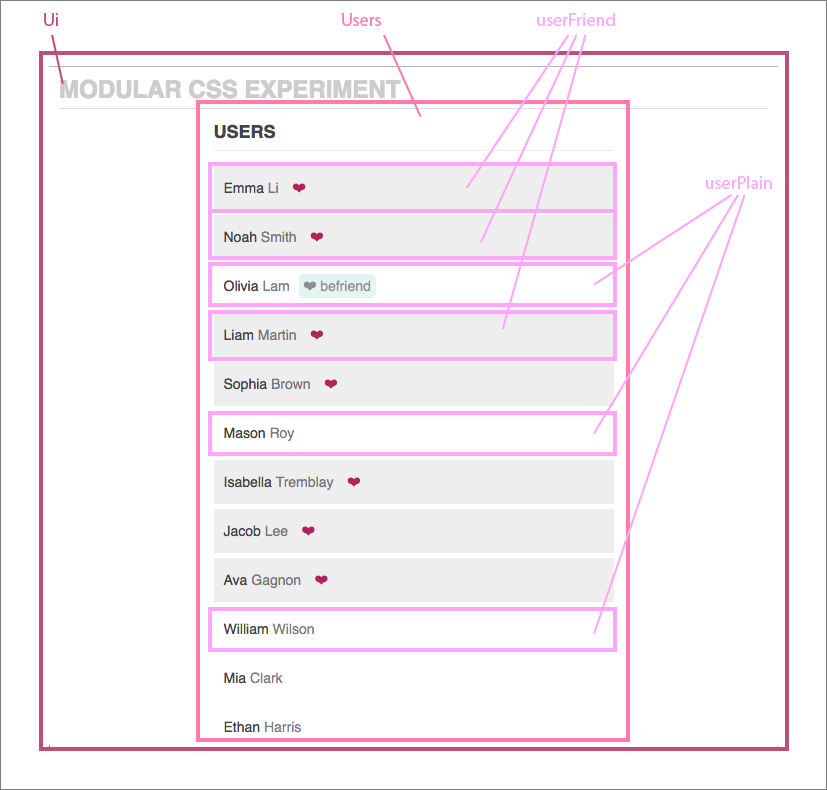 Ui
Users
userFriend
MODULAR CSS EXPERIMENT
USERS
userPlain
Emma Li ❤
Noah Smith ❤
Olivia Lam ❤ befriend
Liam Martin ❤
Sophia Brown ❤
Mason Roy
Isabella Tremblay ❤
Jacob Lee ❤
Ava Gagnon ❤
William Wilson
Mia Clark
Ethan Harris